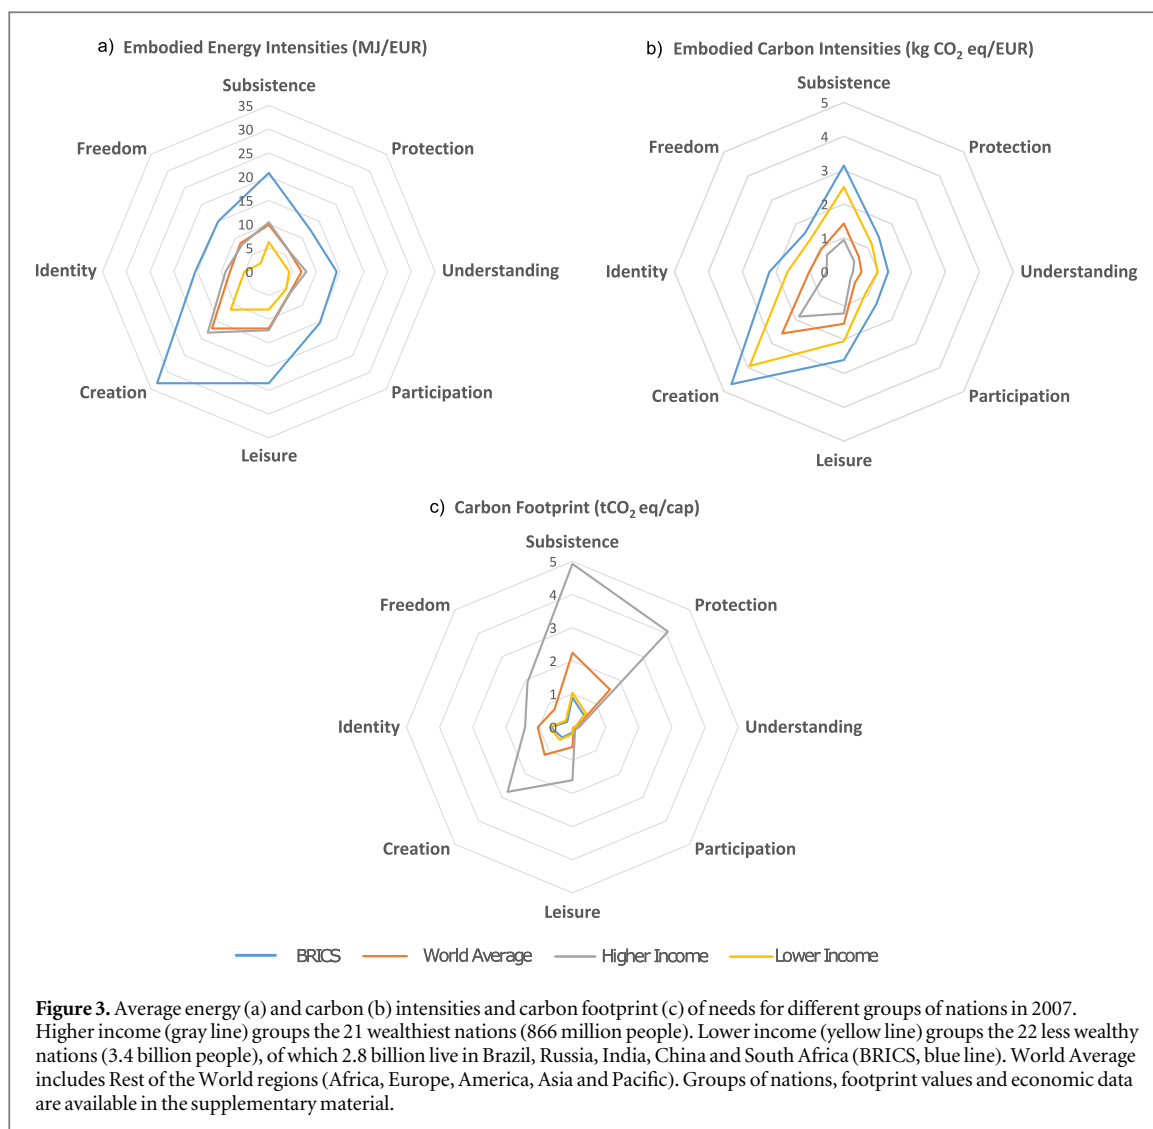 a) Embodied Energy Intensities (MJ/EUR)
Subsistence
35
30
25
20
15
10
5
0
Freedom
Protection
Identity
Understanding
Creation
Participation
Leisure
b) Embodied Carbon Intensities (kg CO2 eq/EUR)
Subsistence
5
4
3
2
1
0
Freedom
Protection
Identity
Understanding
Creation
Participation
Leisure
c) Carbon Footprint (tCO2 eq/cap)
Subsistence
5
4
3
2
1
0
Freedom
Protection
Identity
Understanding
Creation
Participation
Leisure
BRICS World Average Higher Income Lower Income
Figure 3. Average energy (a) and carbon (b) intensities and carbon footprint (c) of needs for different groups of nations in 2007.
Higher income (gray line) groups the 21 wealthiest nations (866 million people). Lower income (yellow line) groups the 22 less wealthy
nations (3.4 billion people), of which 2.8 billion live in Brazil, Russia, India, China and South Africa (BRICS, blue line). World Average
includes Rest of the World regions (Africa, Europe, America, Asia and Pacific). Groups of nations, footprint values and economic data
are available in the supplementary material.